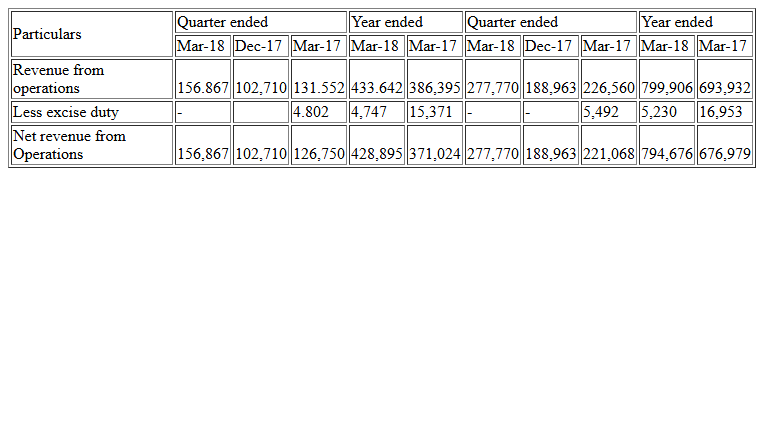 Particulars Quarter ended Year ended Quarter ended Year ended
Mar-18 Dec-17 Mar-17 Mar-18 Mar-17 Mar-18 Dec-17 Mar-17 Mar-18 Mar-17
Revenue from
operations 156.867 102,710 131.552 433.642 386,395 277,770 188,963 226,560 799,906 693,932
Less excise duty - 4.802 4,747 15,371 - - 5,492 5,230 16,953
Net revenue from
Operations 156,867 102,710 126,750 428,895 371,024 277,770 188,963 221,068 794,676 676,979